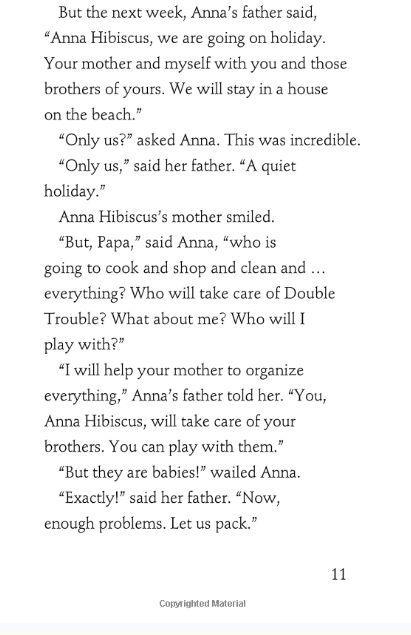 But the next week, Anna’s father said,
“Anna Hibiscus, we are going on holiday.
Your mother and myself with you and those
brothers of yours. We will stay in a house
on the beach.”
“Only us?” asked Anna. This was incredible.
“Only us,” said her father. “A quiet
holiday.”
Anna Hibiscus’s mother smiled.
“But, Papa,” said Anna, “who is
going to cook and shop and clean and …
everything? Who will take care of Double
Trouble? What about me? Who will I
play with?”
“I will help your mother to organize
everything,” Anna’s father told her. “You,
Anna Hibiscus, will take care of your
brothers. You can play with them.”
“But they are babies!” wailed Anna.
“Exactly!” said her father. “Now,
enough problems. Let us pack.”
11
Copyrighted Material